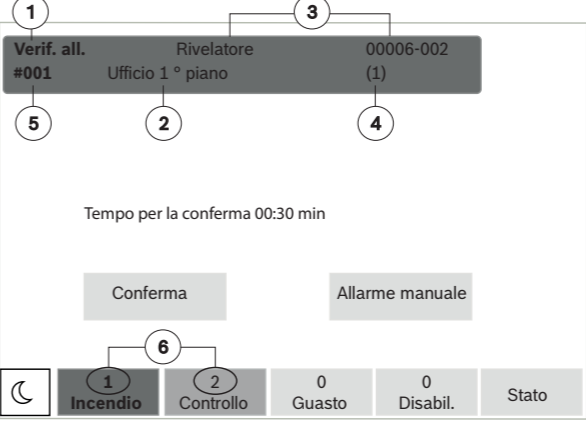 1 3
Verif. all. Rivelatore 00006-002
#001 Ufficio 1 ° piano (1)
5 2 4
Tempo per la conferma 00:30 min
Conferma Allarme manuale
6
1 2 0 0
Incendio Controllo Guasto Disabil. Stato